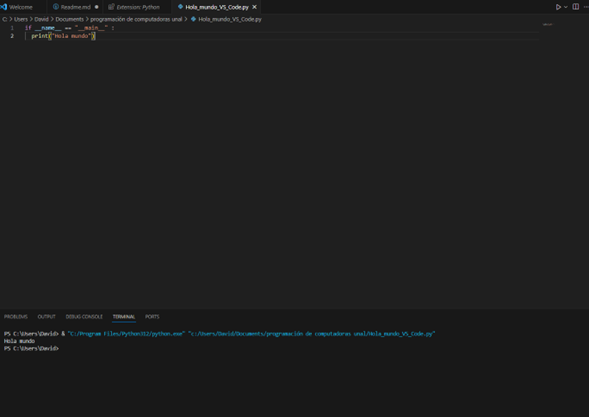 Welcome Readme.md Extension: Python Hola_mundo_VS_Code.py
C: > Users > David > Documents > programación de computadoras unal > Hola_mundo_VS_Code.py
1 if __name__ == "__main__" :
2 print("Hola mundo")
PROBLEMS OUTPUT DEBUG CONSOLE TERMINAL PORTS
PS C:\Users\David> & "C:/Program Files/Python312/python.exe" "c:/Users/David/Documents/programación de computadoras unal/Hola_mundo_VS_Code.py"
Hola mundo
PS C:\Users\David>